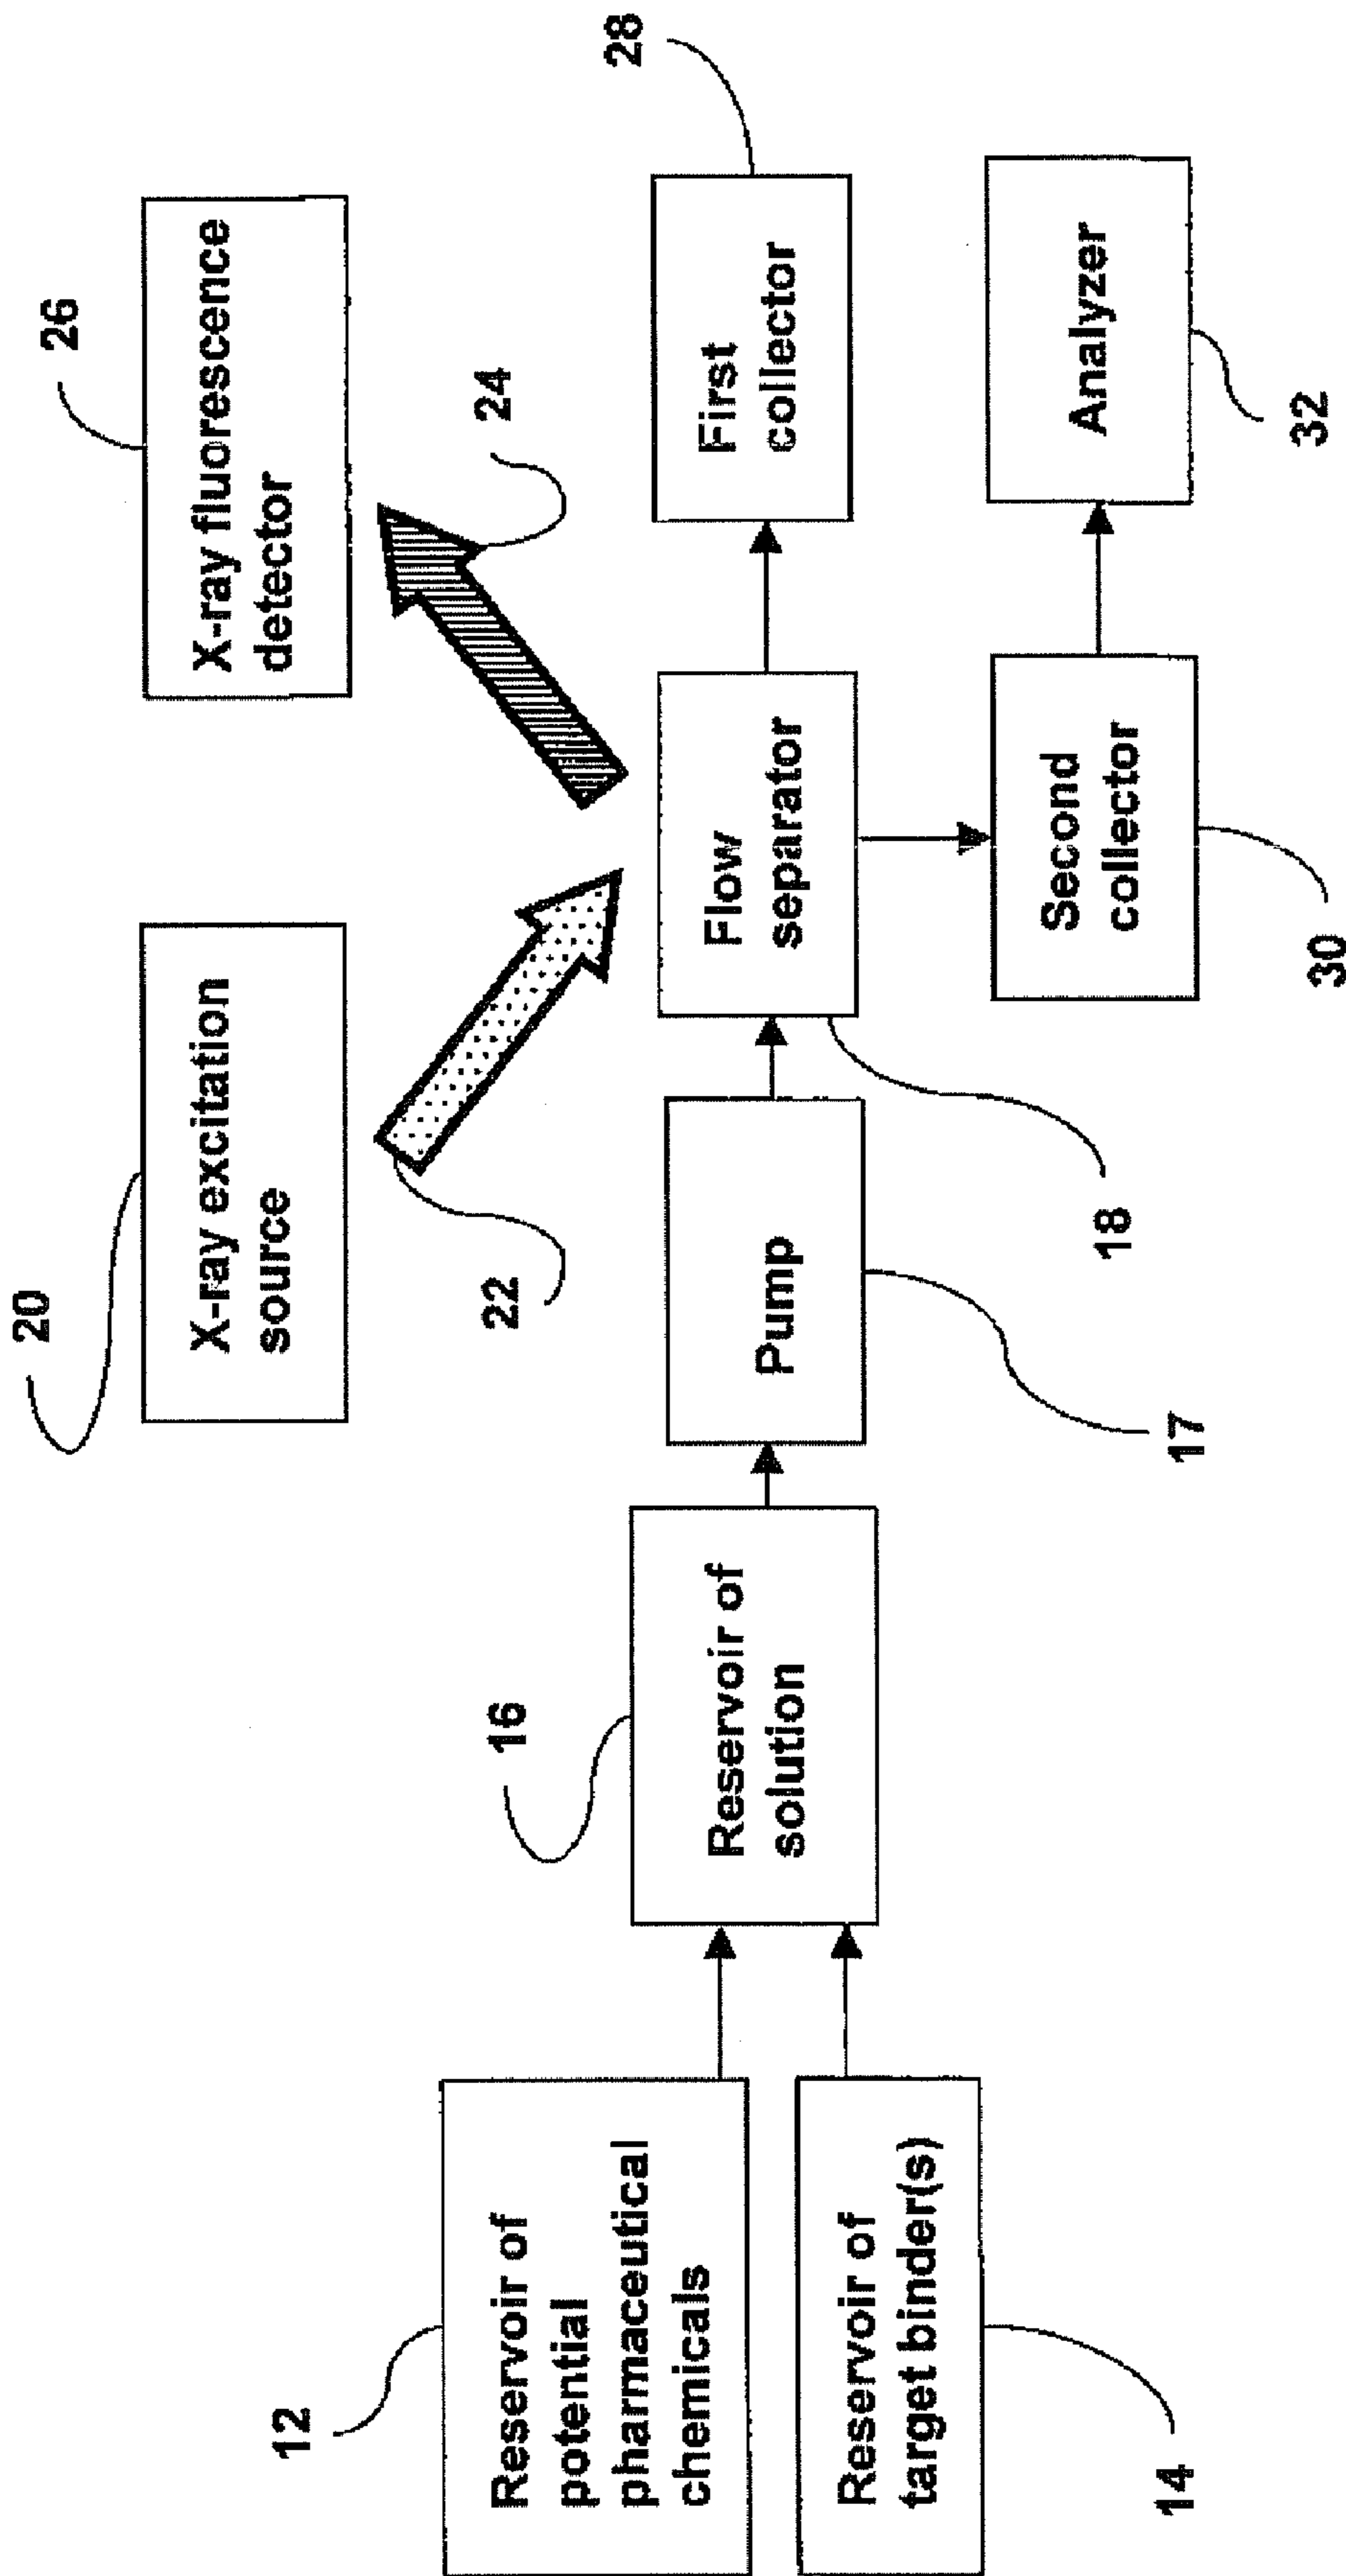 20
X-ray excitation
source
26
X-ray fluorescence
detector
22
24
12
Reservoir of
potential
pharmaceutical
chemicals
14
Reservoir of
target binder(s)
16
Reservoir of
solution
Pump
17
Flow
separator
18
First
collector
28
Second
collector
30
Analyzer
32